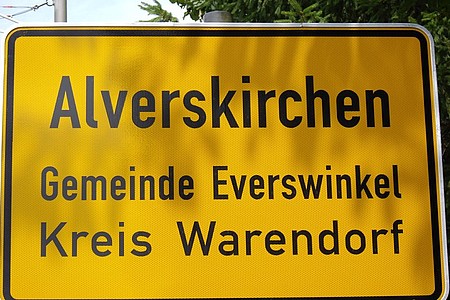 Alverskirchen
Gemeinde Everswinkel
Kreis Warendorf